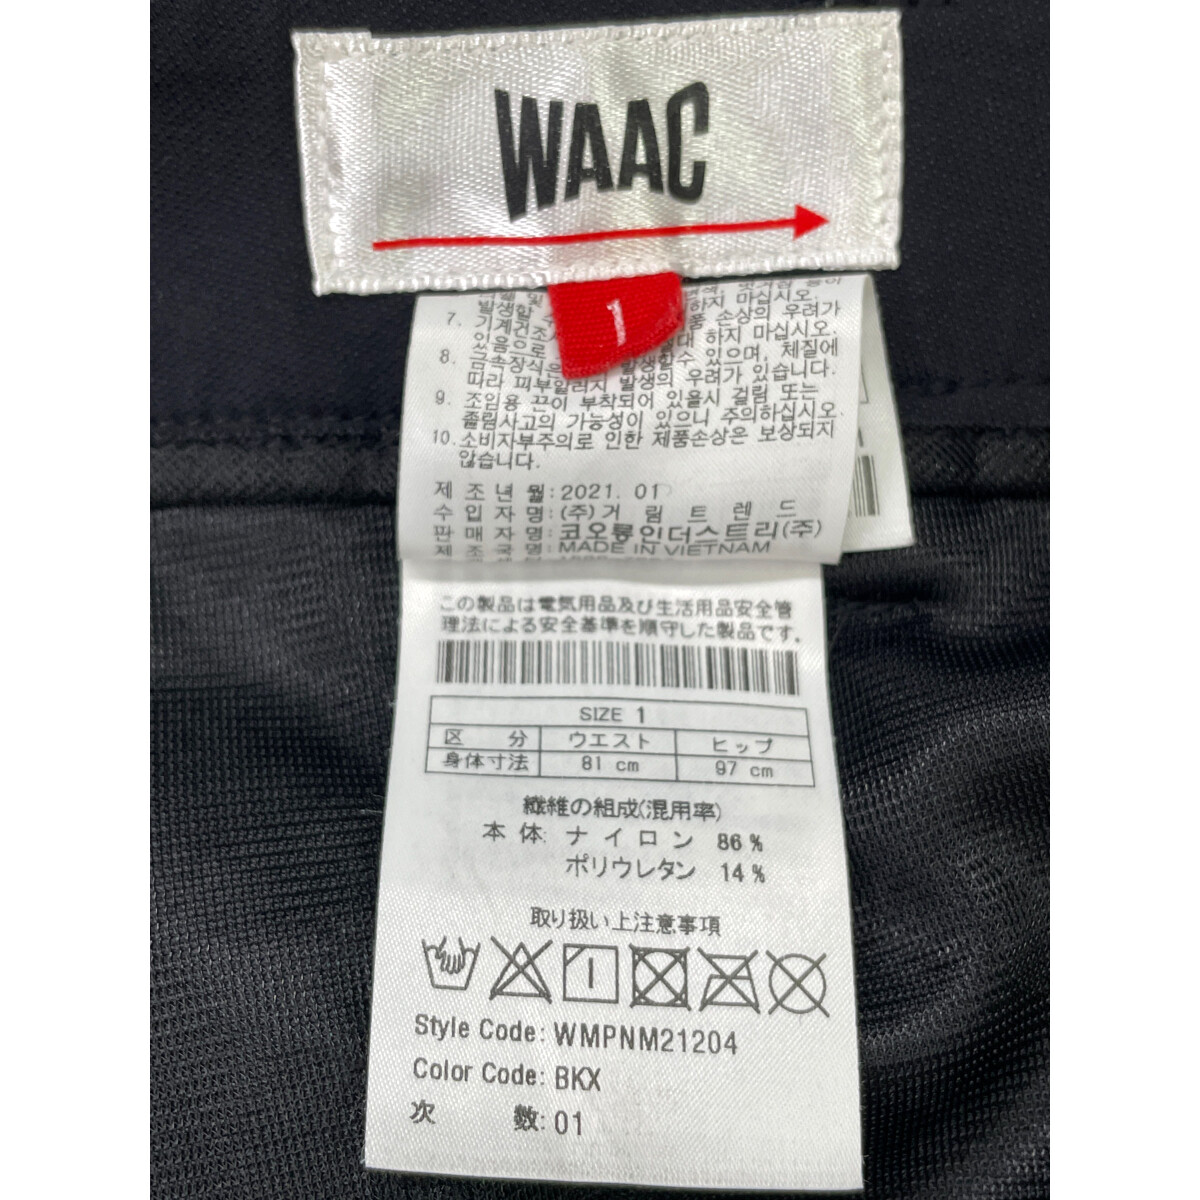 WAAC
1
하지 마십시오.
발생할 수
7. 기계건조시 제품 손상의 우려가
있음으로 하지 마십시오.
8. 금속장식은 발생할수 있으며, 체질에
따라 피부알러지 발생의 우려가 있습니다.
9. 조임용 끈이 부착되어 있을시 걸림 또는
졸림사고의 가능성이 있으니 주의하십시오.
10. 소비자부주의로 인한 제품손상은 보상되지
않습니다.
제 조 년 월: 2021. 01
수 입 자 명: (주) 거 림 트 렌 드
판 매 자 명: 코오롱인더스트리(주)
제 조 국 명: MADE IN VIETNAM
この製品は電気用品及び生活用品安全管
理法による安全基準を順守した製品です。
SIZE 1
区 分 ウエスト ヒップ
身体寸法 81 cm 97 cm
繊維の組成(混用率)
本 体: ナイロン 86 %
ポリウレタン 14 %
取り扱い上注意事項
Style Code: WMPNM21204
Color Code: BKX
次 数: 01